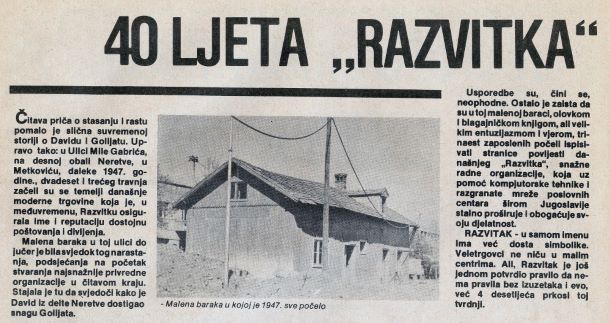 40 LJETA „RAZVITKA“
Čitava priča o stasanju i rastu
pomalo je slična suvremenoj
storiji o Davidu i Golijatu. Up-
ravo tako: u Ulici Mile Gabrića,
na desnoj obali Neretve, u
Metkoviću, daleke 1947. go-
dine., dvadeset i trećeg travnja
začeli su se temelji današnje
moderne trgovine koja je, u
međuvremenu, Razvitku osigu-
rala ime i reputaciju dostojnu
poštovanja i divljenja.
Malena baraka u toj ulici do
jučer je bila svjedok tog narasta-
nja, podsjećanja na početak
stvaranja najsnažnije privredne
organizacije u čitavom kraju.
Stajala je tu da svjedoči kako je
David iz delte Neretve dostigao
snagu Golijata.
- Malena baraka u kojoj je 1947. sve počelo
Usporedbe su, čini se,
neophodne. Ostalo je zaista da
su u toj malenoj baraci, olovkom
i blagajničkom knjigom, ali veli-
kim entuzijazmom i vjerom, tri-
naest zaposlenih počeli ispisi-
vati stranice povijesti da-
našnjeg „Razvitka“, snažne
radne organizacije, koja uz
pomoć kompjutorske tehnike i
razgranate mreže poslovnih
centara širom Jugoslavije
stalno proširuje i obogaćuje svo-
ju djelatnost.
RAZVITAK - u samom imenu
ima već dosta simbolike.
Veletrgovci ne niču u malim
centrima. Ali, Razvitak je još
jednom potvrdio pravilo da ne-
ma pravila bez izuzetaka i evo,
već 4 desetljeća prkosi toj
tvrdnji.